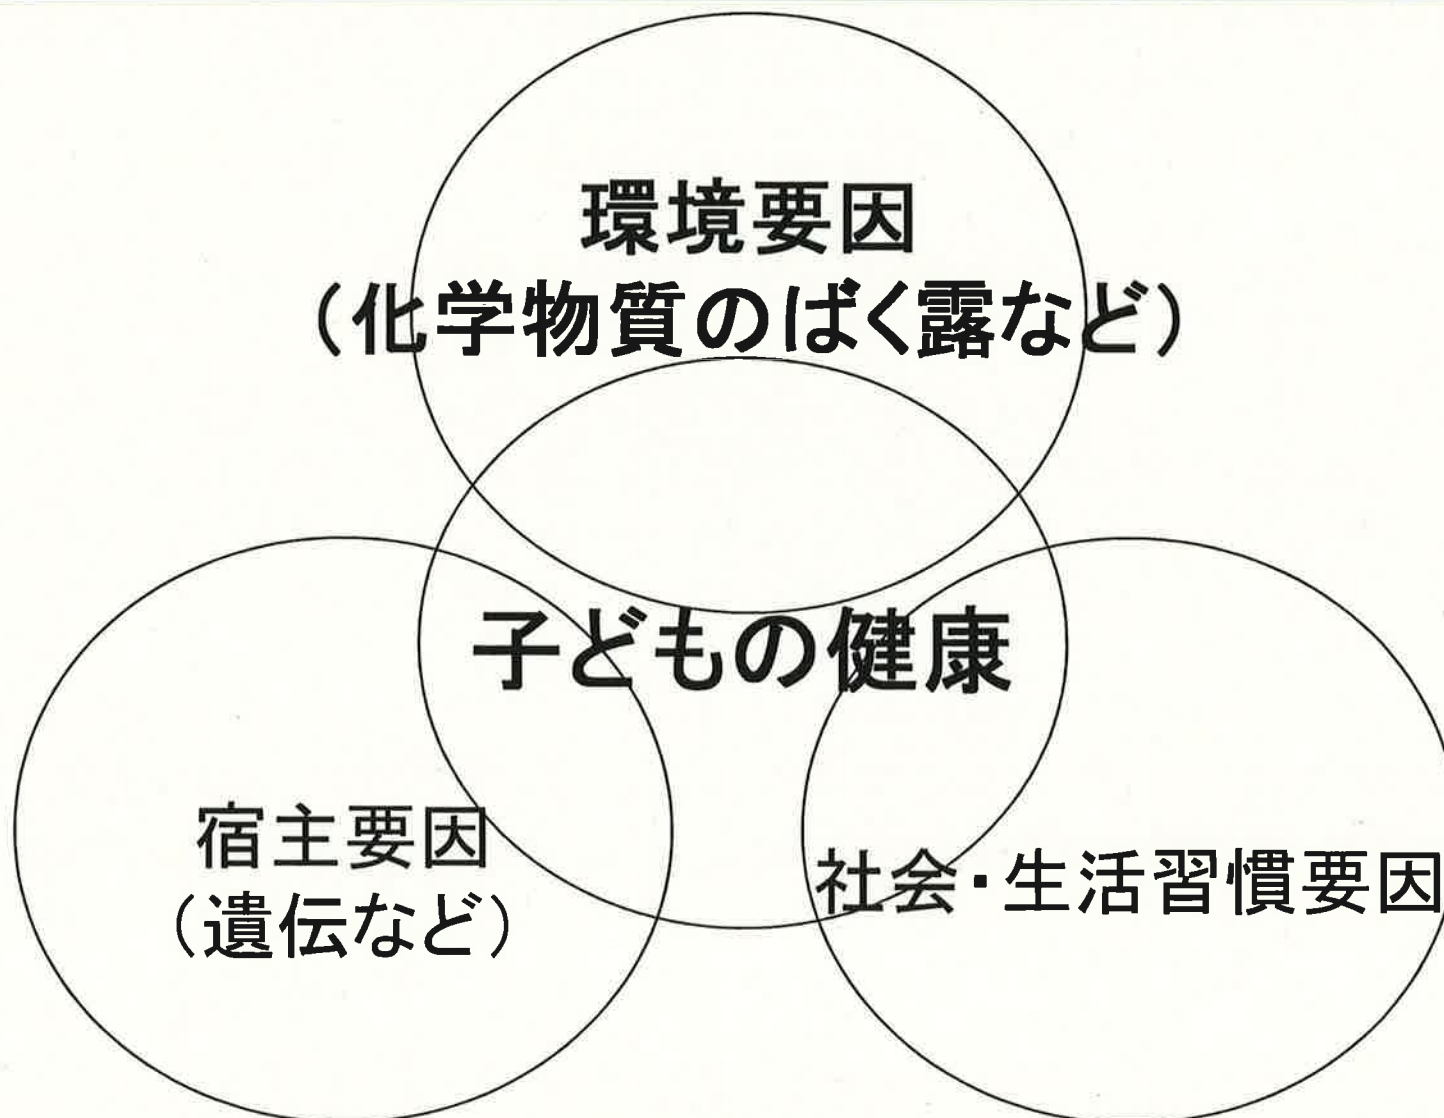 環境要因
(化学物質のばく露など)
子どもの健康
宿主要因
(遺伝など)
社会・生活習慣要因